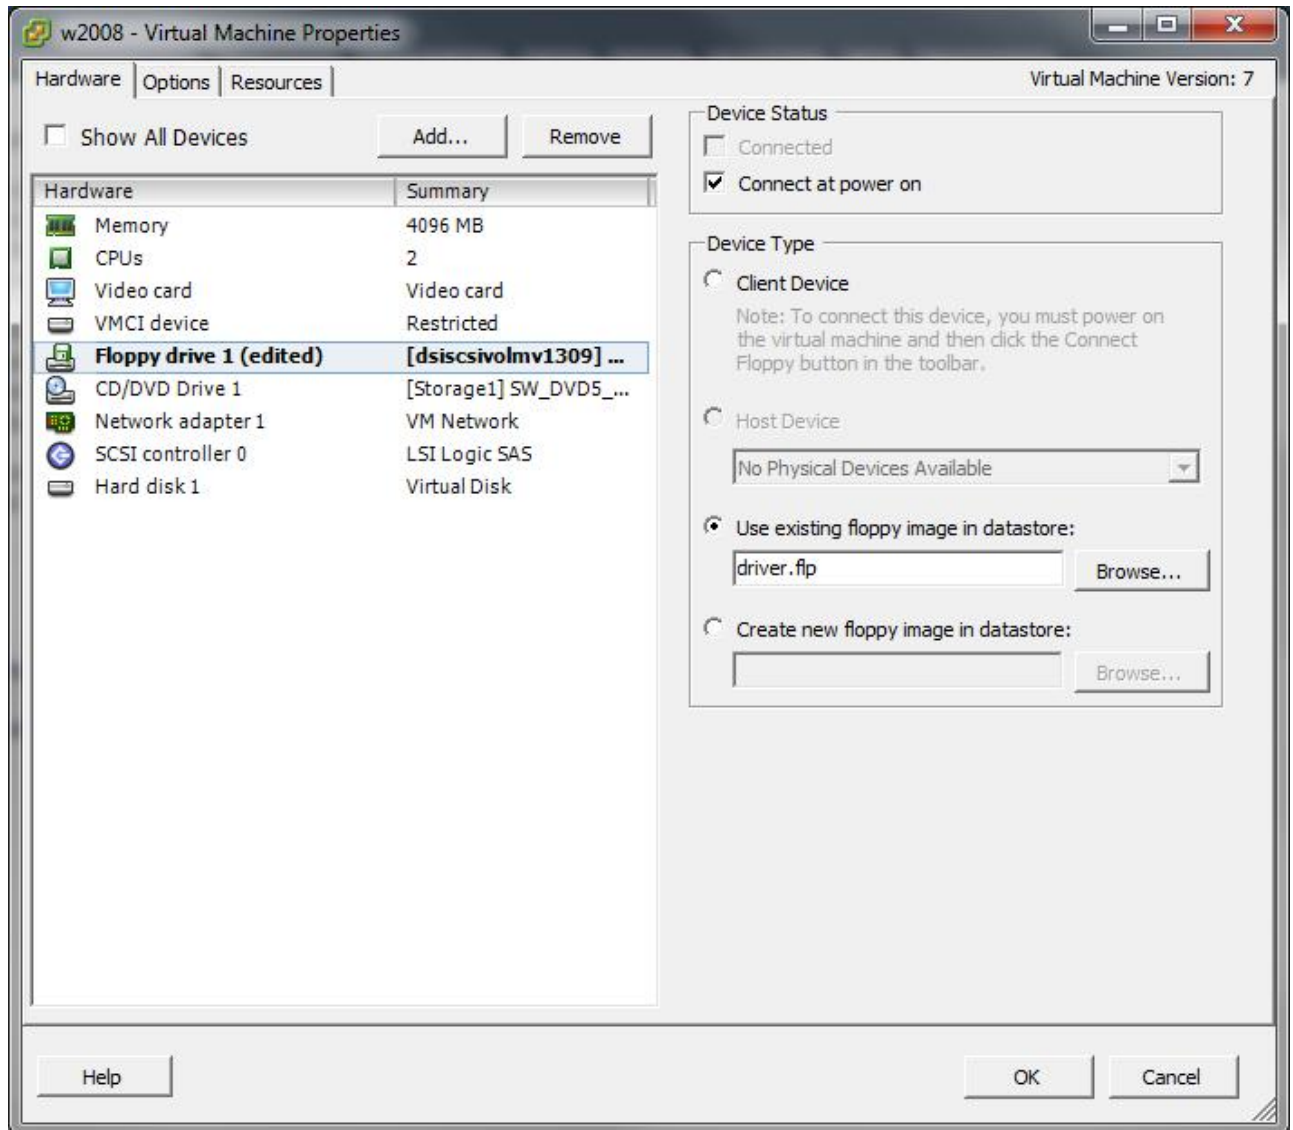 w2008 - Virtual Machine Properties
Hardware Options Resources Virtual Machine Version: 7
Show All Devices Add... Remove
Hardware Summary
Memory 4096 MB
CPUs 2
Video card Video card
VMCI device Restricted
Floppy drive 1 (edited) [dsiscsivolmv1309] ...
CD/DVD Drive 1 [Storage1] SW_DVD5_...
Network adapter 1 VM Network
SCSI controller 0 LSI Logic SAS
Hard disk 1 Virtual Disk
Device Status
Connected
Connect at power on
Device Type
Client Device
Note: To connect this device, you must power on
the virtual machine and then click the Connect
Floppy button in the toolbar.
Host Device
No Physical Devices Available
Use existing floppy image in datastore:
driver.flp Browse...
Create new floppy image in datastore:
Browse...
Help OK Cancel